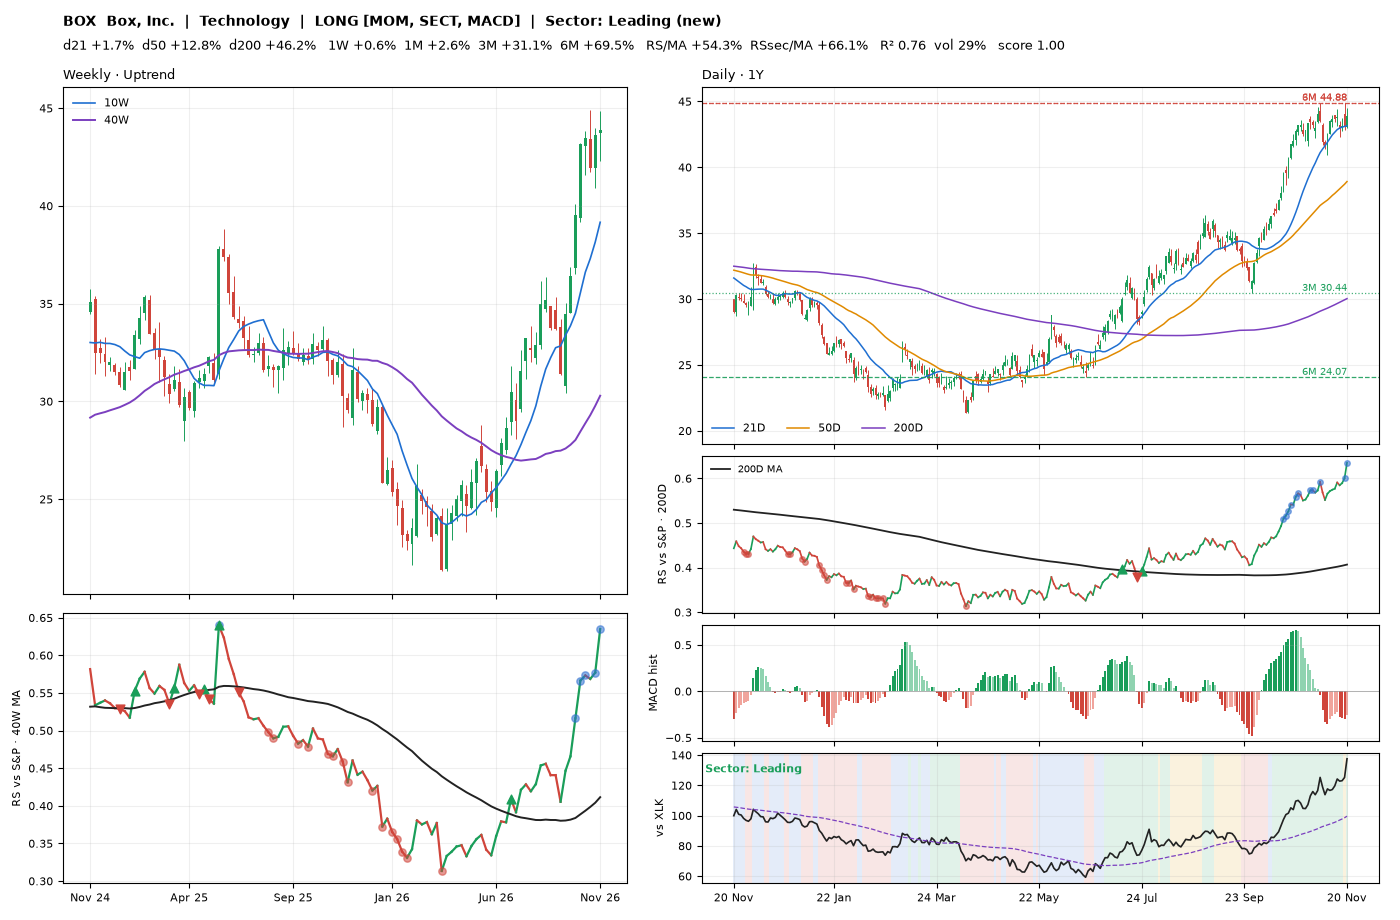 BOX  Box, Inc.  |  Technology  |  LONG [MOM, SECT, MACD]  |  Sector: Leading (new)
d21 +1.7%  d50 +12.8%  d200 +46.2%   1W +0.6%  1M +2.6%  3M +31.1%  6M +69.5%   RS/MA +54.3%  RSsec/MA +66.1%   R² 0.76  vol 29%   score 1.00
Weekly · Uptrend
10W
40W
45
40
35
30
25
RS vs S&P · 40W MA
0.65
0.60
0.55
0.50
0.45
0.40
0.35
0.30
Nov 24
Apr 25
Sep 25
Jan 26
Jun 26
Nov 26
Daily · 1Y
6M 44.88
3M 30.44
6M 24.07
45
40
35
30
25
20
21D
50D
200D
200D MA
RS vs S&P · 200D
0.6
0.5
0.4
0.3
MACD hist
0.5
0.0
−0.5
Sector: Leading
vs XLK
140
120
100
80
60
20 Nov
22 Jan
24 Mar
22 May
24 Jul
23 Sep
20 Nov